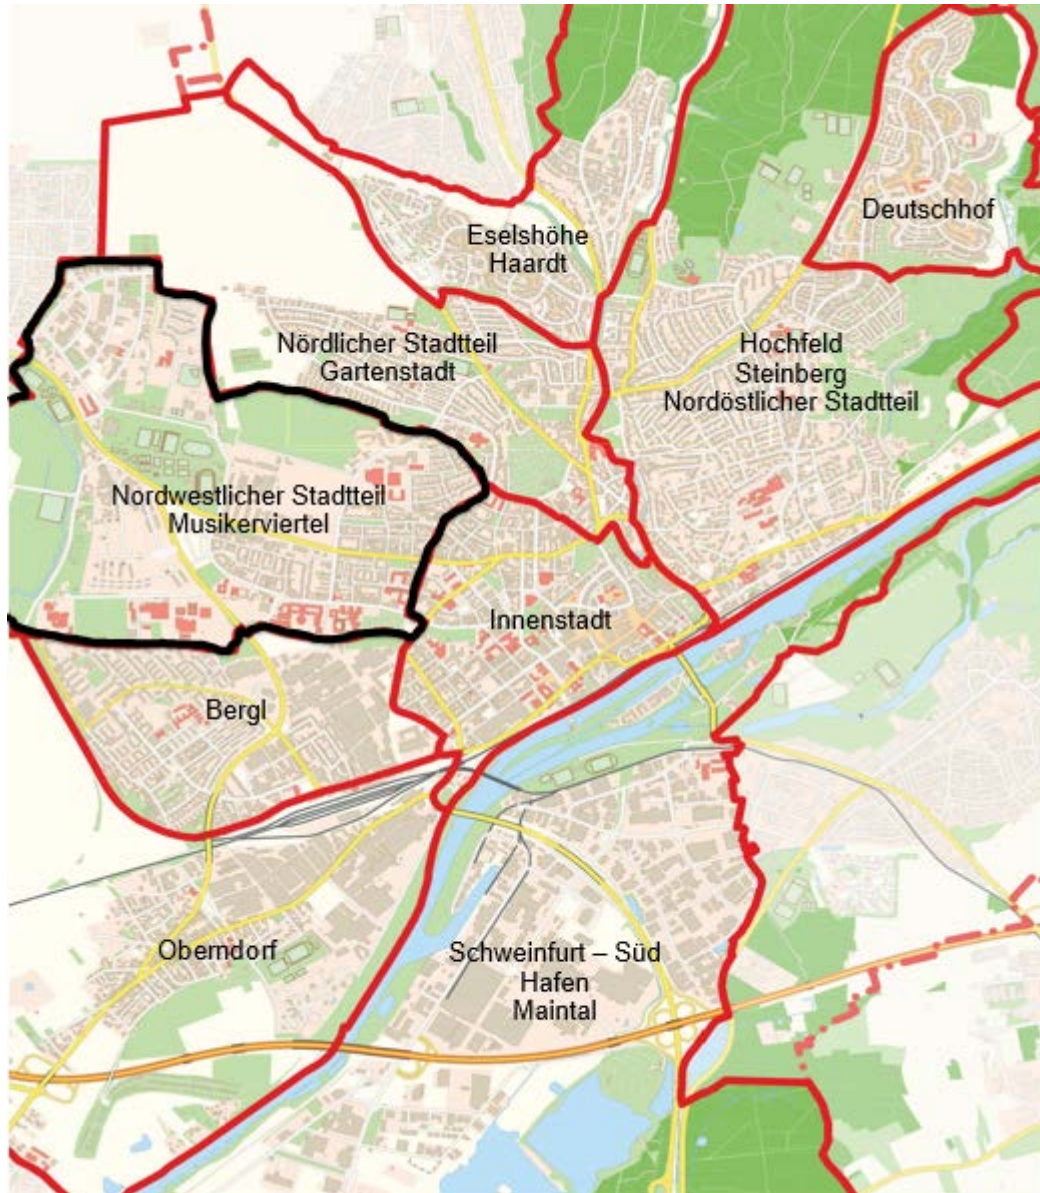 Deutschhof
Eselshöhe
Haardt
Nördlicher Stadtteil
Gartenstadt
Hochfeld
Steinberg
Nordöstlicher Stadtteil
Nordwestlicher Stadtteil
Musikerviertel
Innenstadt
Bergl
Oberndorf
Schweinfurt – Süd
Hafen
Maintal